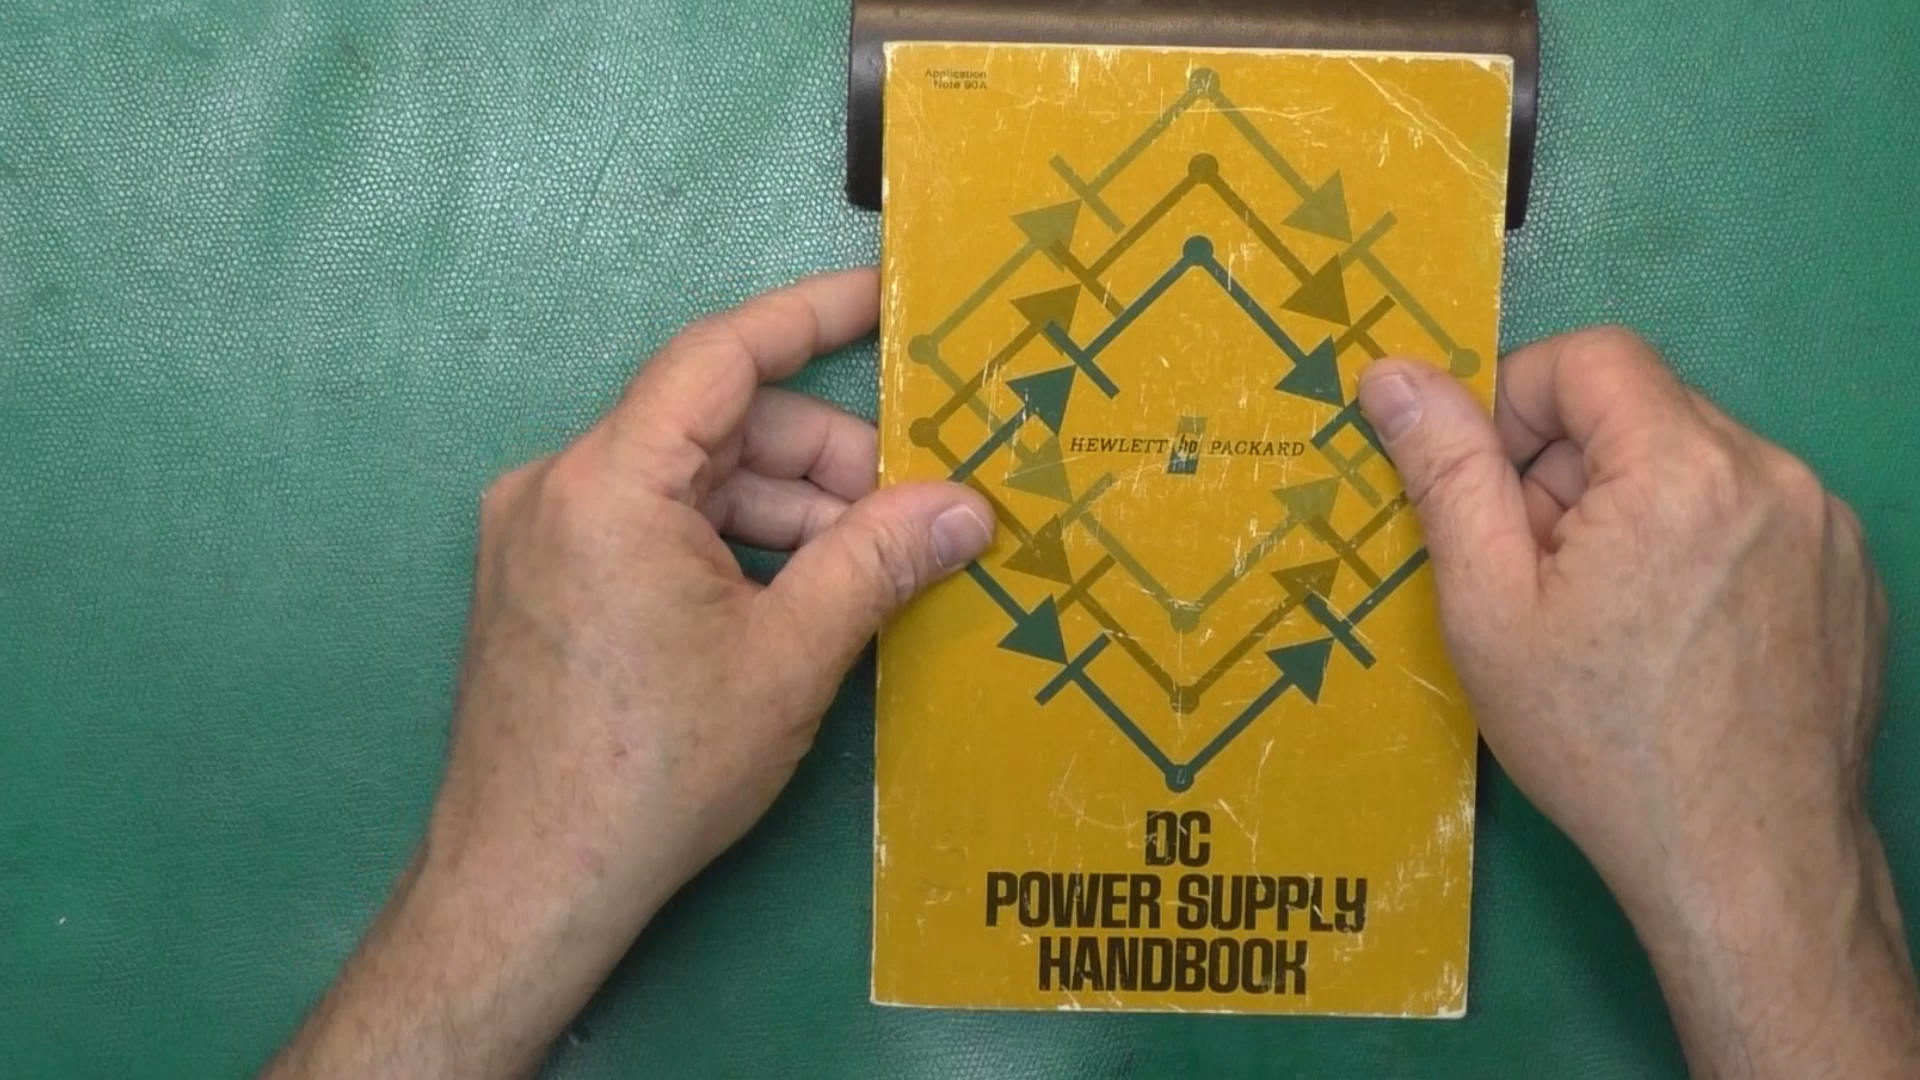 Application
Note 90A
HEWLETT hp PACKARD
DC
POWER SUPPLY
HANDBOOK